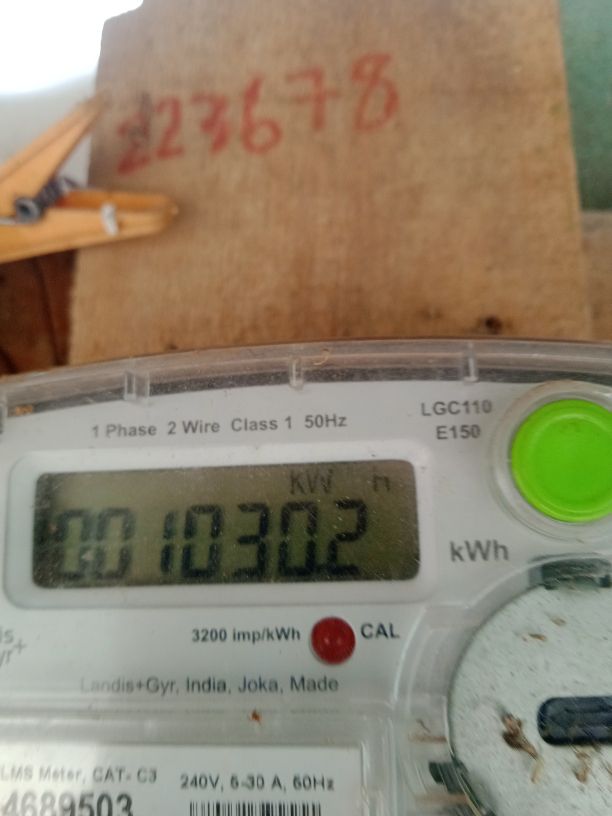 223678
1 Phase 2 Wire Class 1 50Hz
LGC110
E150
KW H
0010302
kWh
3200 imp/kWh
CAL
Landis+Gyr, India, Joka, Made
LMS Meter, CAT- C3
240V, 5-30 A, 50Hz
4689503